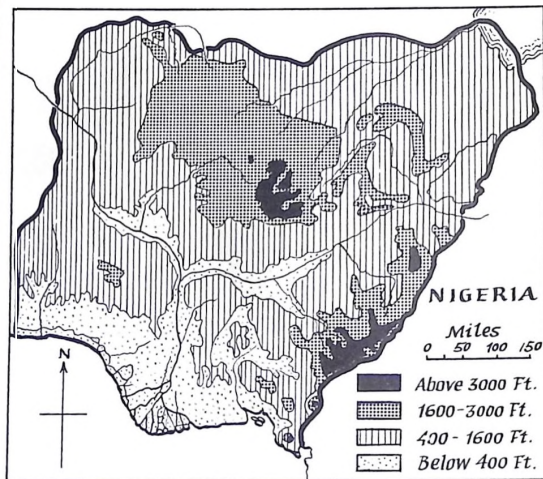 NIGERIA
Miles
0 50 100 150
N
Above 3000 Ft.
1600-3000 Ft.
400 - 1600 Ft.
Below 400 Ft.